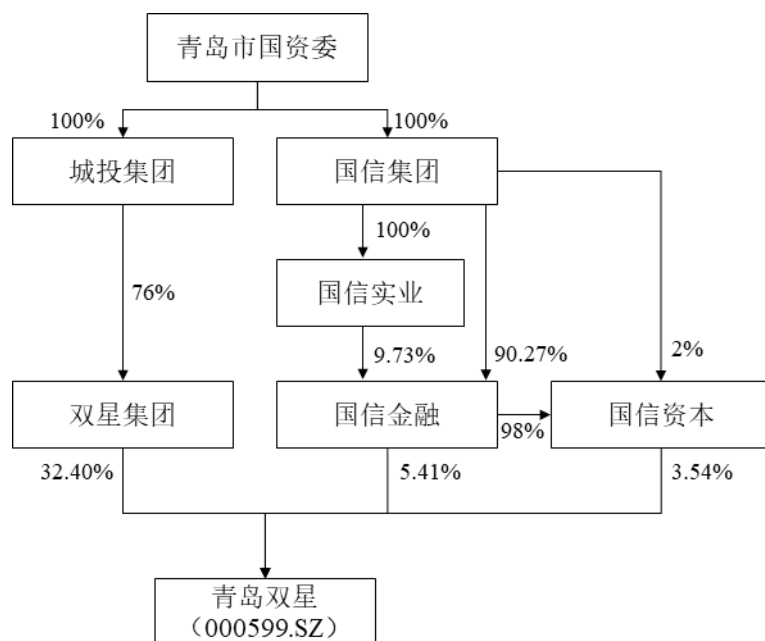 青岛市国资委
100%
100%
城投集团
国信集团
100%
76%
国信实业
9.73%
90.27%
2%
双星集团
国信金融
98%
国信资本
32.40%
5.41%
3.54%
青岛双星
（000599.SZ）